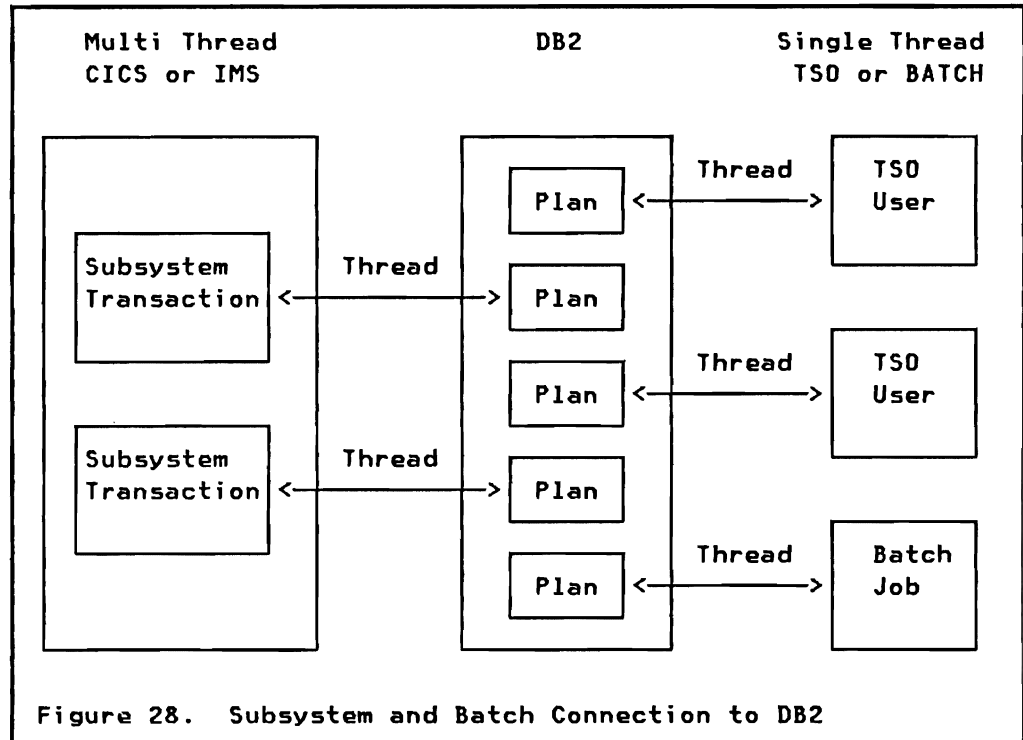 Multi Thread
CICS or IMS
DB2
Single Thread
TSO or BATCH
Subsystem
Transaction
Thread
Subsystem
Transaction
Thread
Plan
Plan
Plan
Plan
Plan
Thread
TSO
User
Thread
TSO
User
Thread
Batch
Job
Figure 28. Subsystem and Batch Connection to DB2